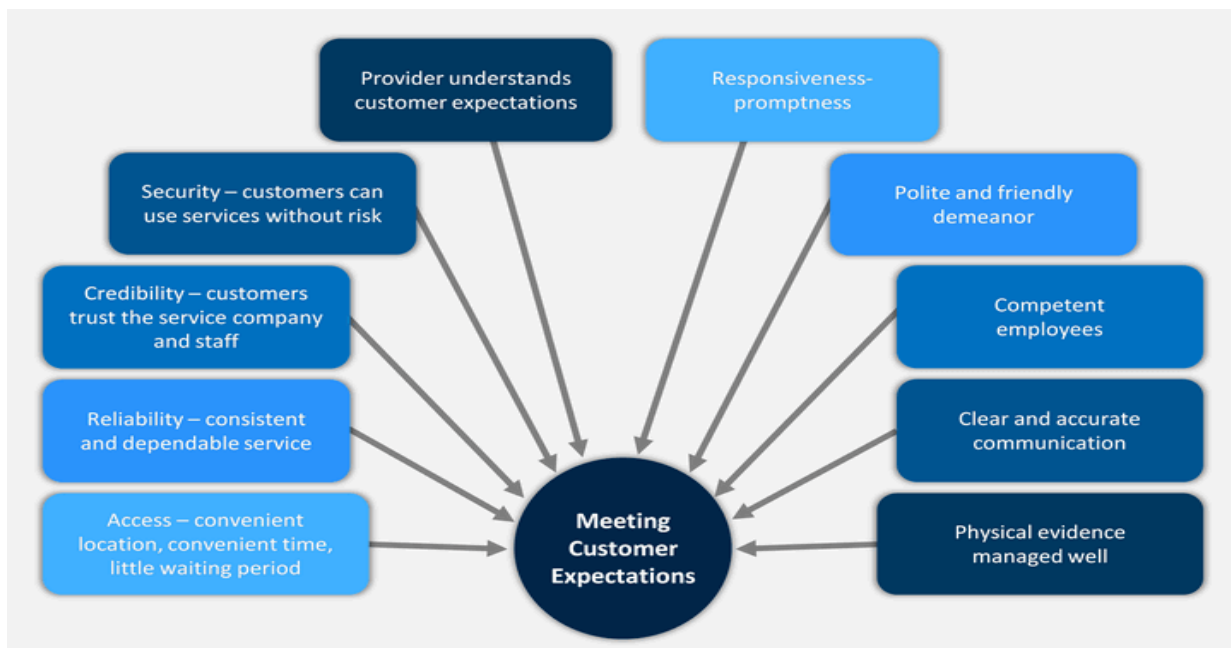 Provider understands
customer expectations
Responsiveness-
promptness
Security – customers can
use services without risk
Polite and friendly
demeanor
Credibility – customers
trust the service company
and staff
Competent
employees
Reliability – consistent
and dependable service
Clear and accurate
communication
Access – convenient
location, convenient time,
little waiting period
Physical evidence
managed well
Meeting
Customer
Expectations